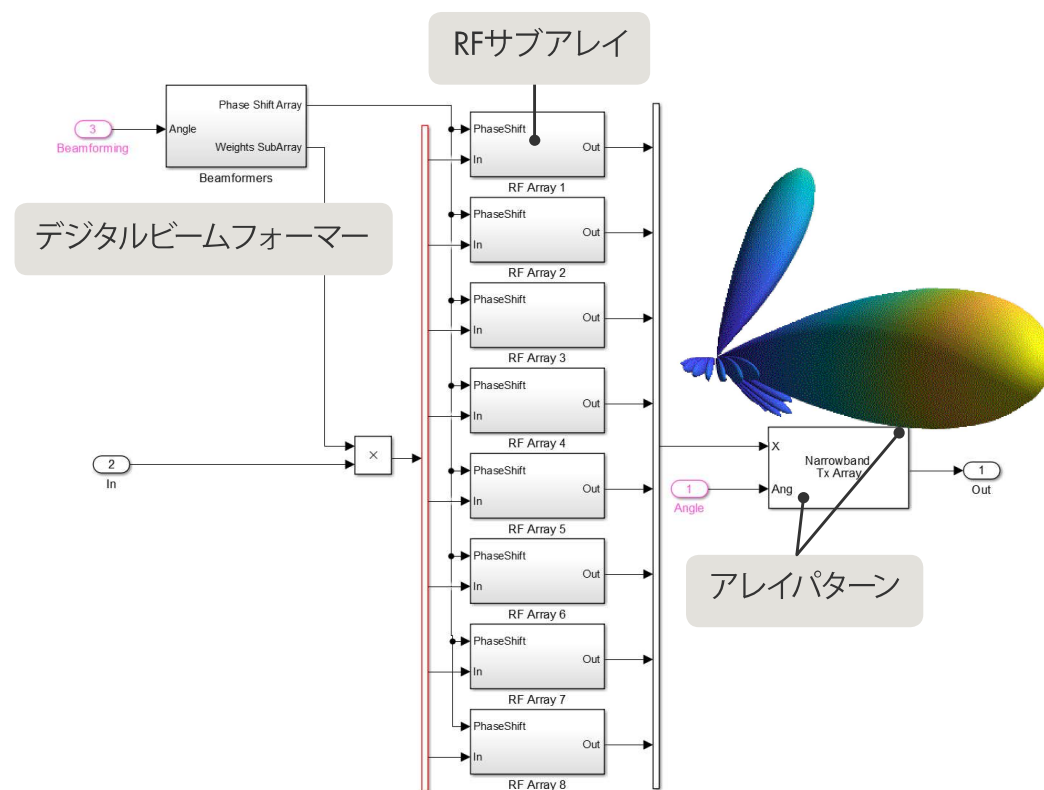 RFサブアレイ
3
Beamforming
Angle
Phase Shift Array
Weights SubArray
Beamformers
デジタルビームフォーマー
2
In
×
PhaseShift
In
Out
RF Array 1
PhaseShift
In
Out
RF Array 2
PhaseShift
In
Out
RF Array 3
PhaseShift
In
Out
RF Array 4
PhaseShift
In
Out
RF Array 5
PhaseShift
In
Out
RF Array 6
PhaseShift
In
Out
RF Array 7
PhaseShift
In
Out
RF Array 8
1
Angle
X
Ang
Narrowband
Tx Array
1
Out
アレイパターン